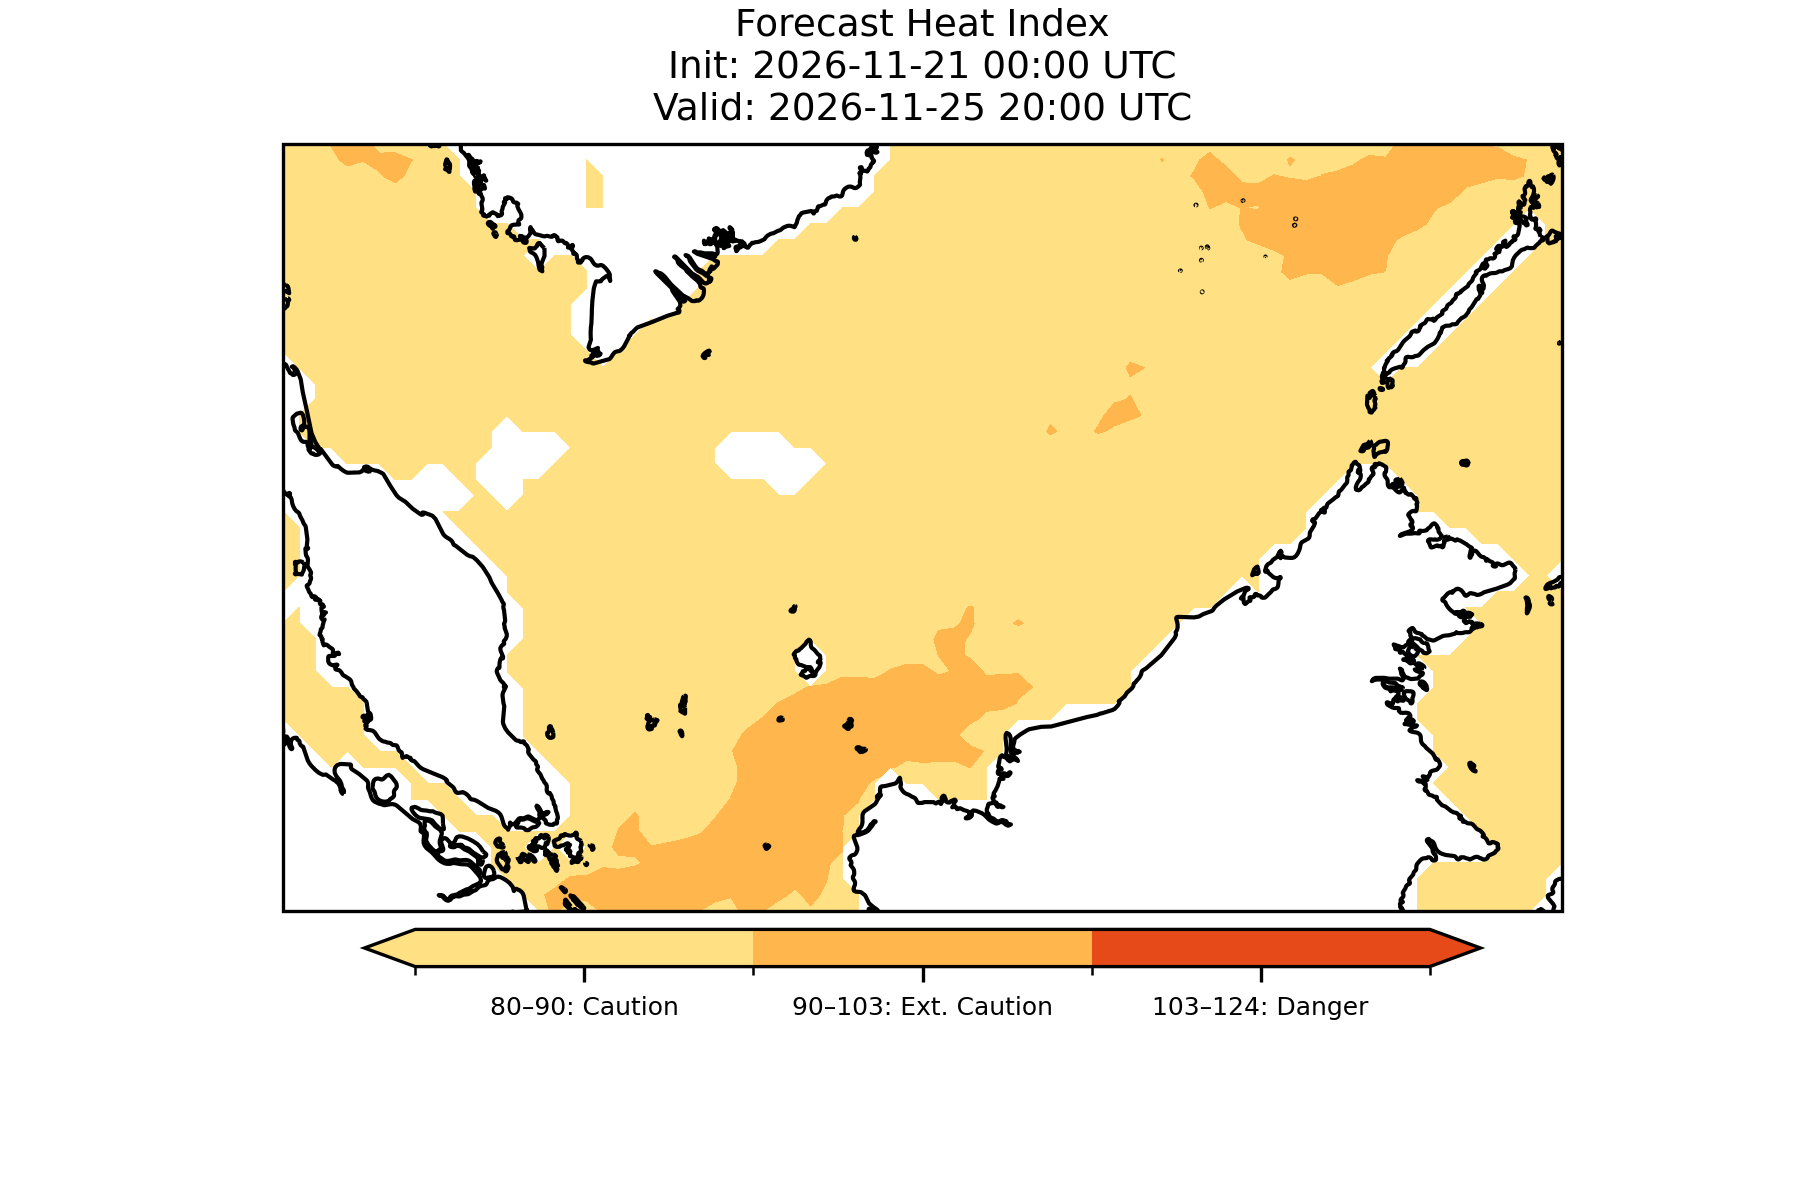 Forecast Heat Index
Init: 2026-11-21 00:00 UTC
Valid: 2026-11-25 20:00 UTC
80–90: Caution
90–103: Ext. Caution
103–124: Danger